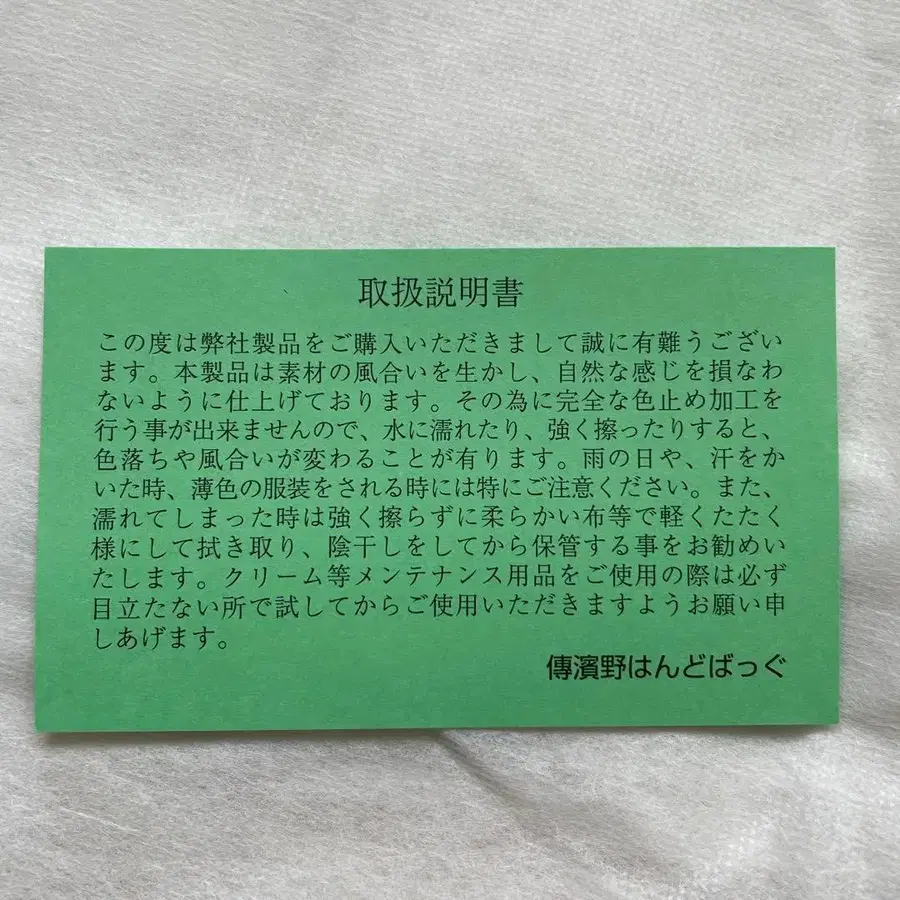 取扱説明書
この度は弊社製品をご購入いただきまして誠に有難うござい
ます。本製品は素材の風合いを生かし、自然な感じを損なわ
ないように仕上げております。その為に完全な色止め加工を
行う事が出来ませんので、水に濡れたり、強く擦ったりすると、
色落ちや風合いが変わることが有ります。雨の日や、汗をか
いた時、薄色の服装をされる時には特にご注意ください。また、
濡れてしまった時は強く擦らずに柔らかい布等で軽くたたく
様にして拭き取り、陰干しをしてから保管する事をお勧めい
たします。クリーム等メンテナンス用品をご使用の際は必ず
目立たない所で試してからご使用いただきますようお願い申
しあげます。
傳濱野はんどばっぐ